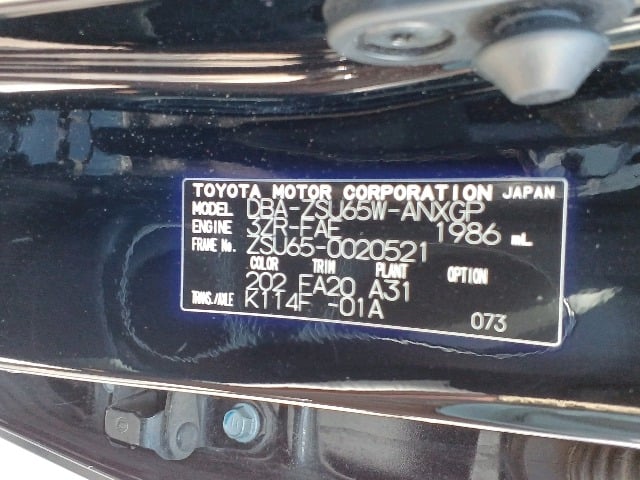 TOYOTA MOTOR CORPORATION JAPAN
MODEL DBA-ZSU65W-ANXGP
ENGINE 3ZR-FAE 1986 mL
FRAME No. ZSU65-0020521
COLOR TRIM PLANT OPTION
202 FA20 A31
TRANS./AXLE K114F -01A
073